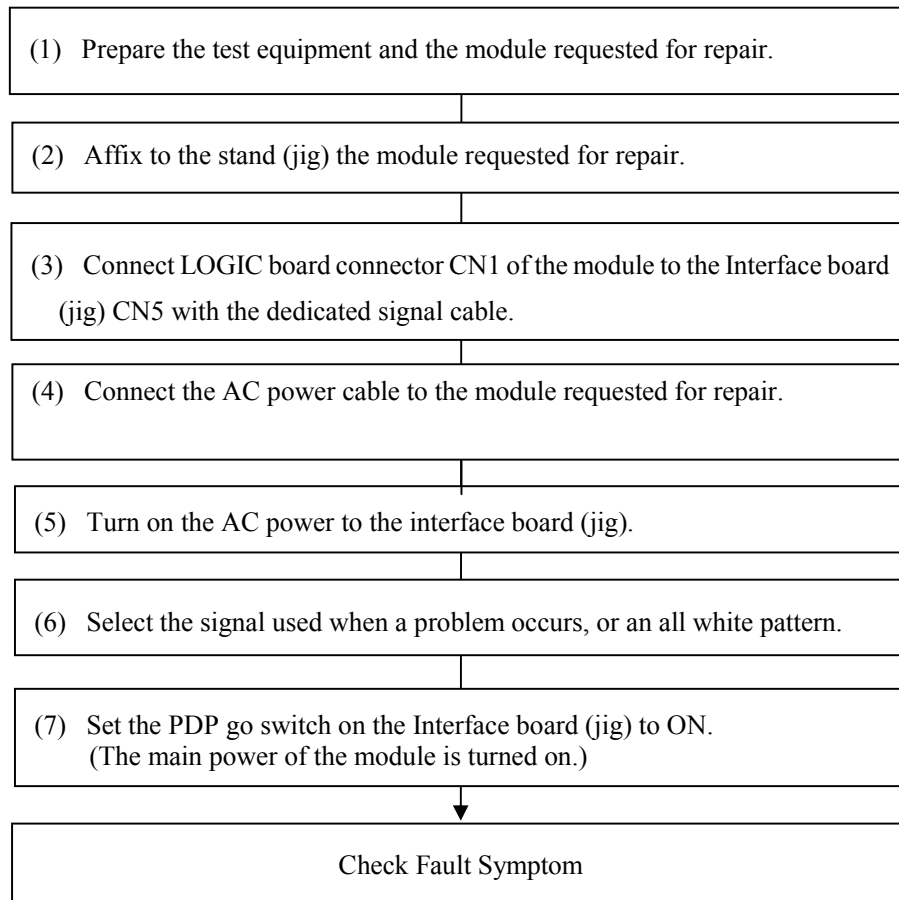 (1) Prepare the test equipment and the module requested for repair.
(2) Affix to the stand (jig) the module requested for repair.
(3) Connect LOGIC board connector CN1 of the module to the Interface board
(jig) CN5 with the dedicated signal cable.
(4) Connect the AC power cable to the module requested for repair.
(5) Turn on the AC power to the interface board (jig).
(6) Select the signal used when a problem occurs, or an all white pattern.
(7) Set the PDP go switch on the Interface board (jig) to ON.
(The main power of the module is turned on.)
Check Fault Symptom